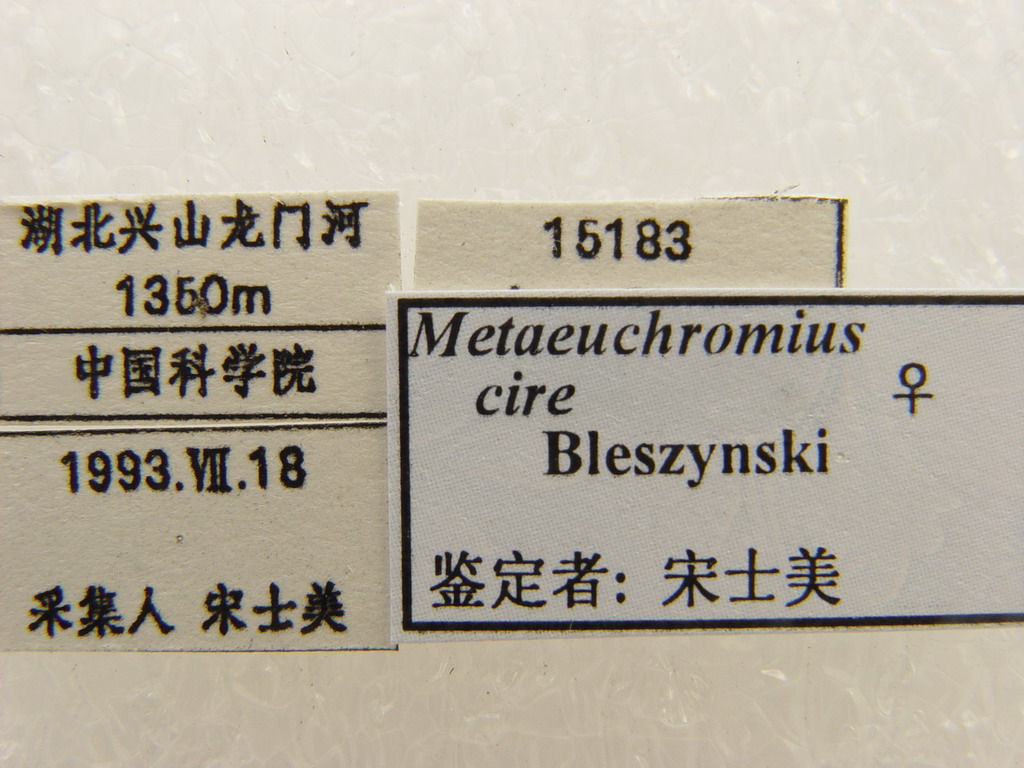 湖北兴山龙门河
1350m
中国科学院
1993.Ⅶ.18
采集人 宋士美
15183
Metaeuchromius
cire ♀
Bleszynski
鉴定者: 宋士美